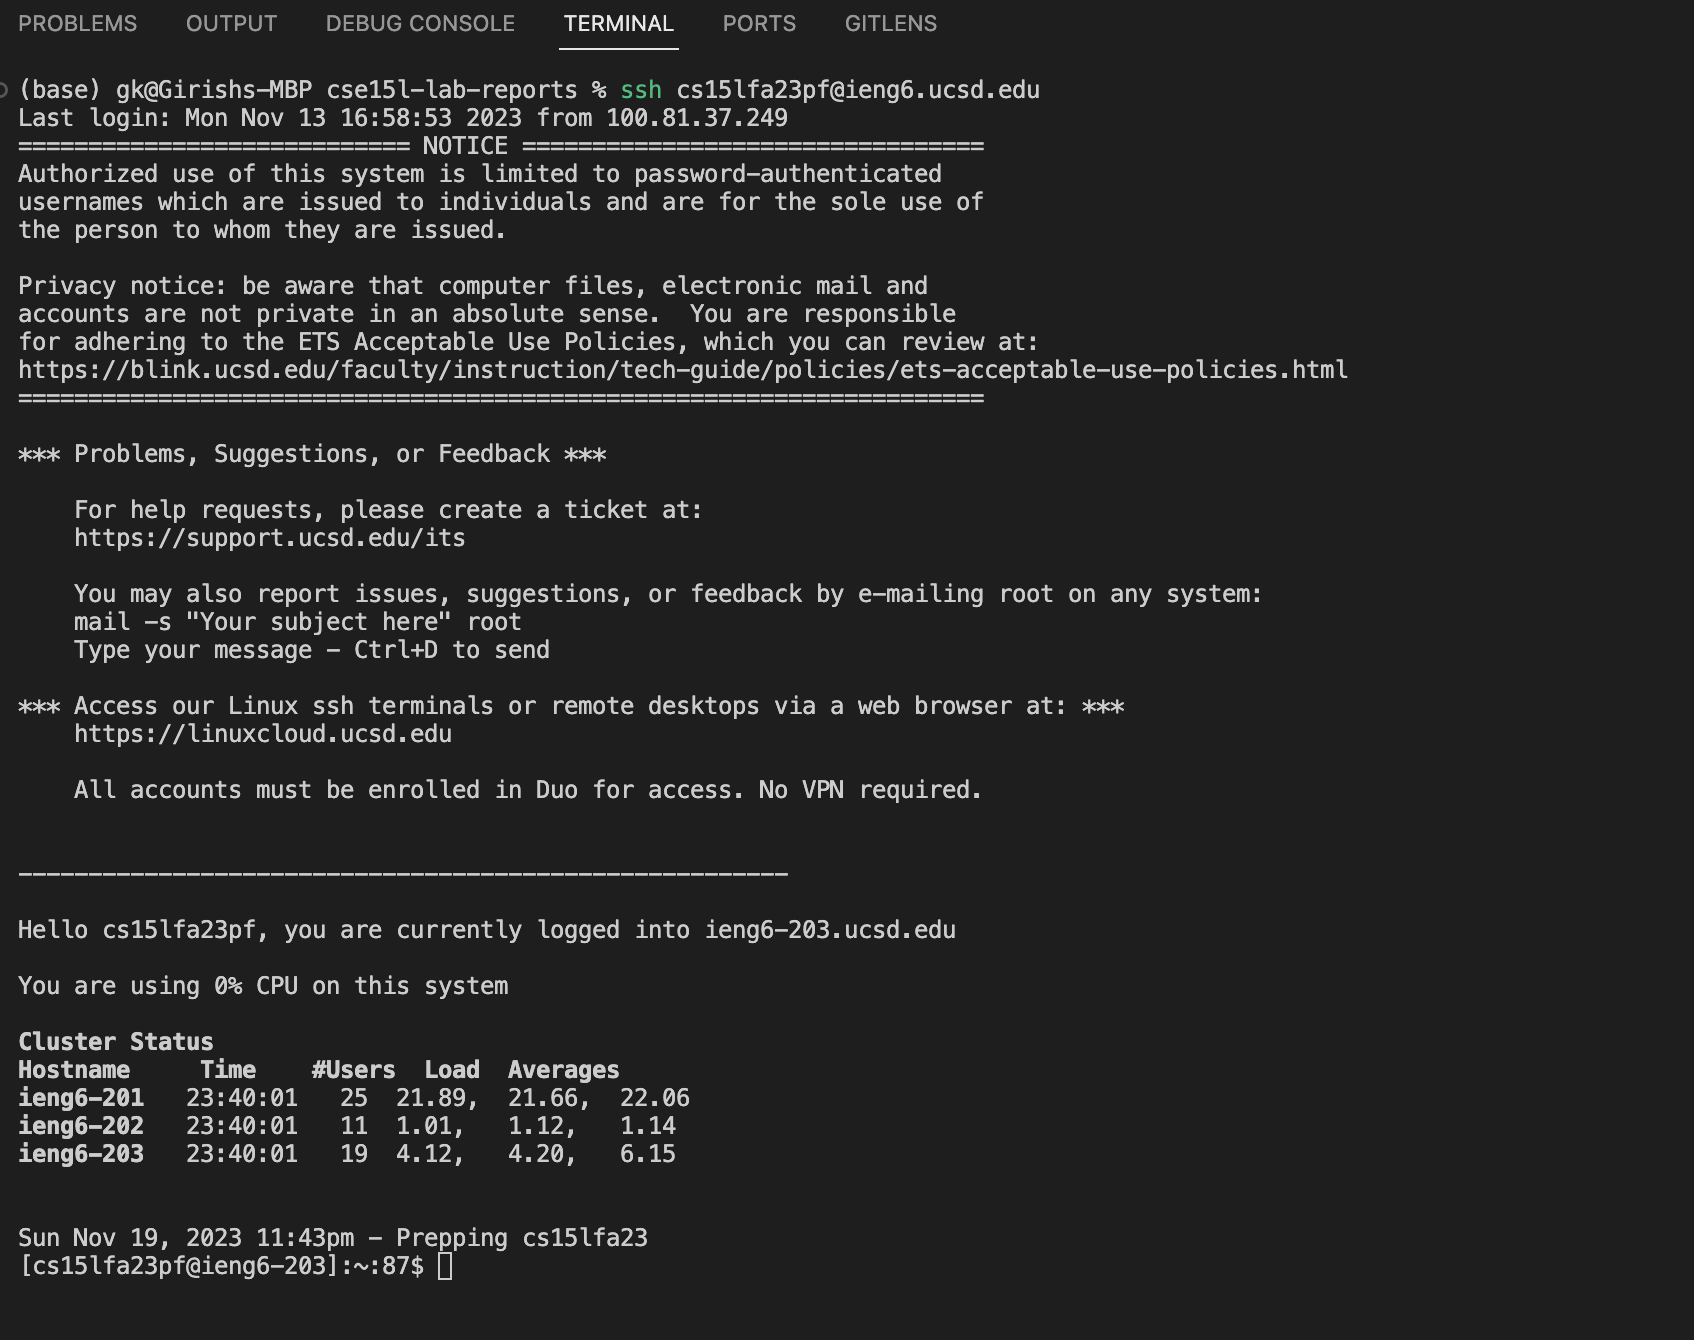 PROBLEMS OUTPUT DEBUG CONSOLE TERMINAL PORTS GITLENS
(base) gk@Girishs-MBP cse15l-lab-reports % ssh cs15lfa23pf@ieng6.ucsd.edu
Last login: Mon Nov 13 16:58:53 2023 from 100.81.37.249
============================ NOTICE =================================
Authorized use of this system is limited to password-authenticated
usernames which are issued to individuals and are for the sole use of
the person to whom they are issued.
Privacy notice: be aware that computer files, electronic mail and
accounts are not private in an absolute sense.  You are responsible
for adhering to the ETS Acceptable Use Policies, which you can review at:
https://blink.ucsd.edu/faculty/instruction/tech-guide/policies/ets-acceptable-use-policies.html
=====================================================================
*** Problems, Suggestions, or Feedback ***
For help requests, please create a ticket at:
https://support.ucsd.edu/its
You may also report issues, suggestions, or feedback by e-mailing root on any system:
mail -s "Your subject here" root
Type your message - Ctrl+D to send
*** Access our Linux ssh terminals or remote desktops via a web browser at: ***
https://linuxcloud.ucsd.edu
All accounts must be enrolled in Duo for access. No VPN required.
-------------------------------------------------------
Hello cs15lfa23pf, you are currently logged into ieng6-203.ucsd.edu
You are using 0% CPU on this system
Cluster Status
Hostname     Time    #Users  Load  Averages
ieng6-201   23:40:01   25  21.89,  21.66,  22.06
ieng6-202   23:40:01   11  1.01,   1.12,   1.14
ieng6-203   23:40:01   19  4.12,   4.20,   6.15
Sun Nov 19, 2023 11:43pm - Prepping cs15lfa23
[cs15lfa23pf@ieng6-203]:~:87$